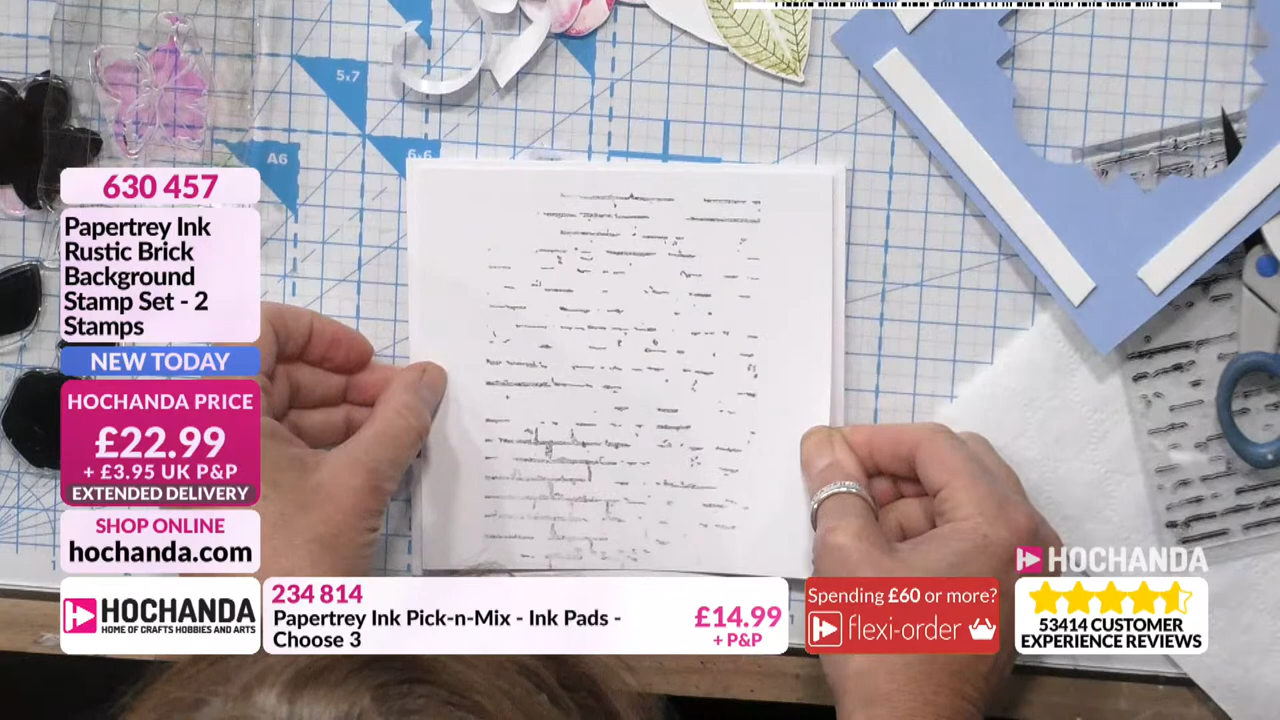 5x7
A6
6x6
630 457
Papertrey Ink
Rustic Brick
Background
Stamp Set - 2
Stamps
NEW TODAY
HOCHANDA PRICE
£22.99
+ £3.95 UK P&P
EXTENDED DELIVERY
SHOP ONLINE
hochanda.com
HOCHANDA
HOME OF CRAFTS HOBBIES AND ARTS
234 814
Papertrey Ink Pick-n-Mix - Ink Pads -
Choose 3
£14.99
+ P&P
Spending £60 or more?
flexi-order
HOCHANDA
53414 CUSTOMER
EXPERIENCE REVIEWS